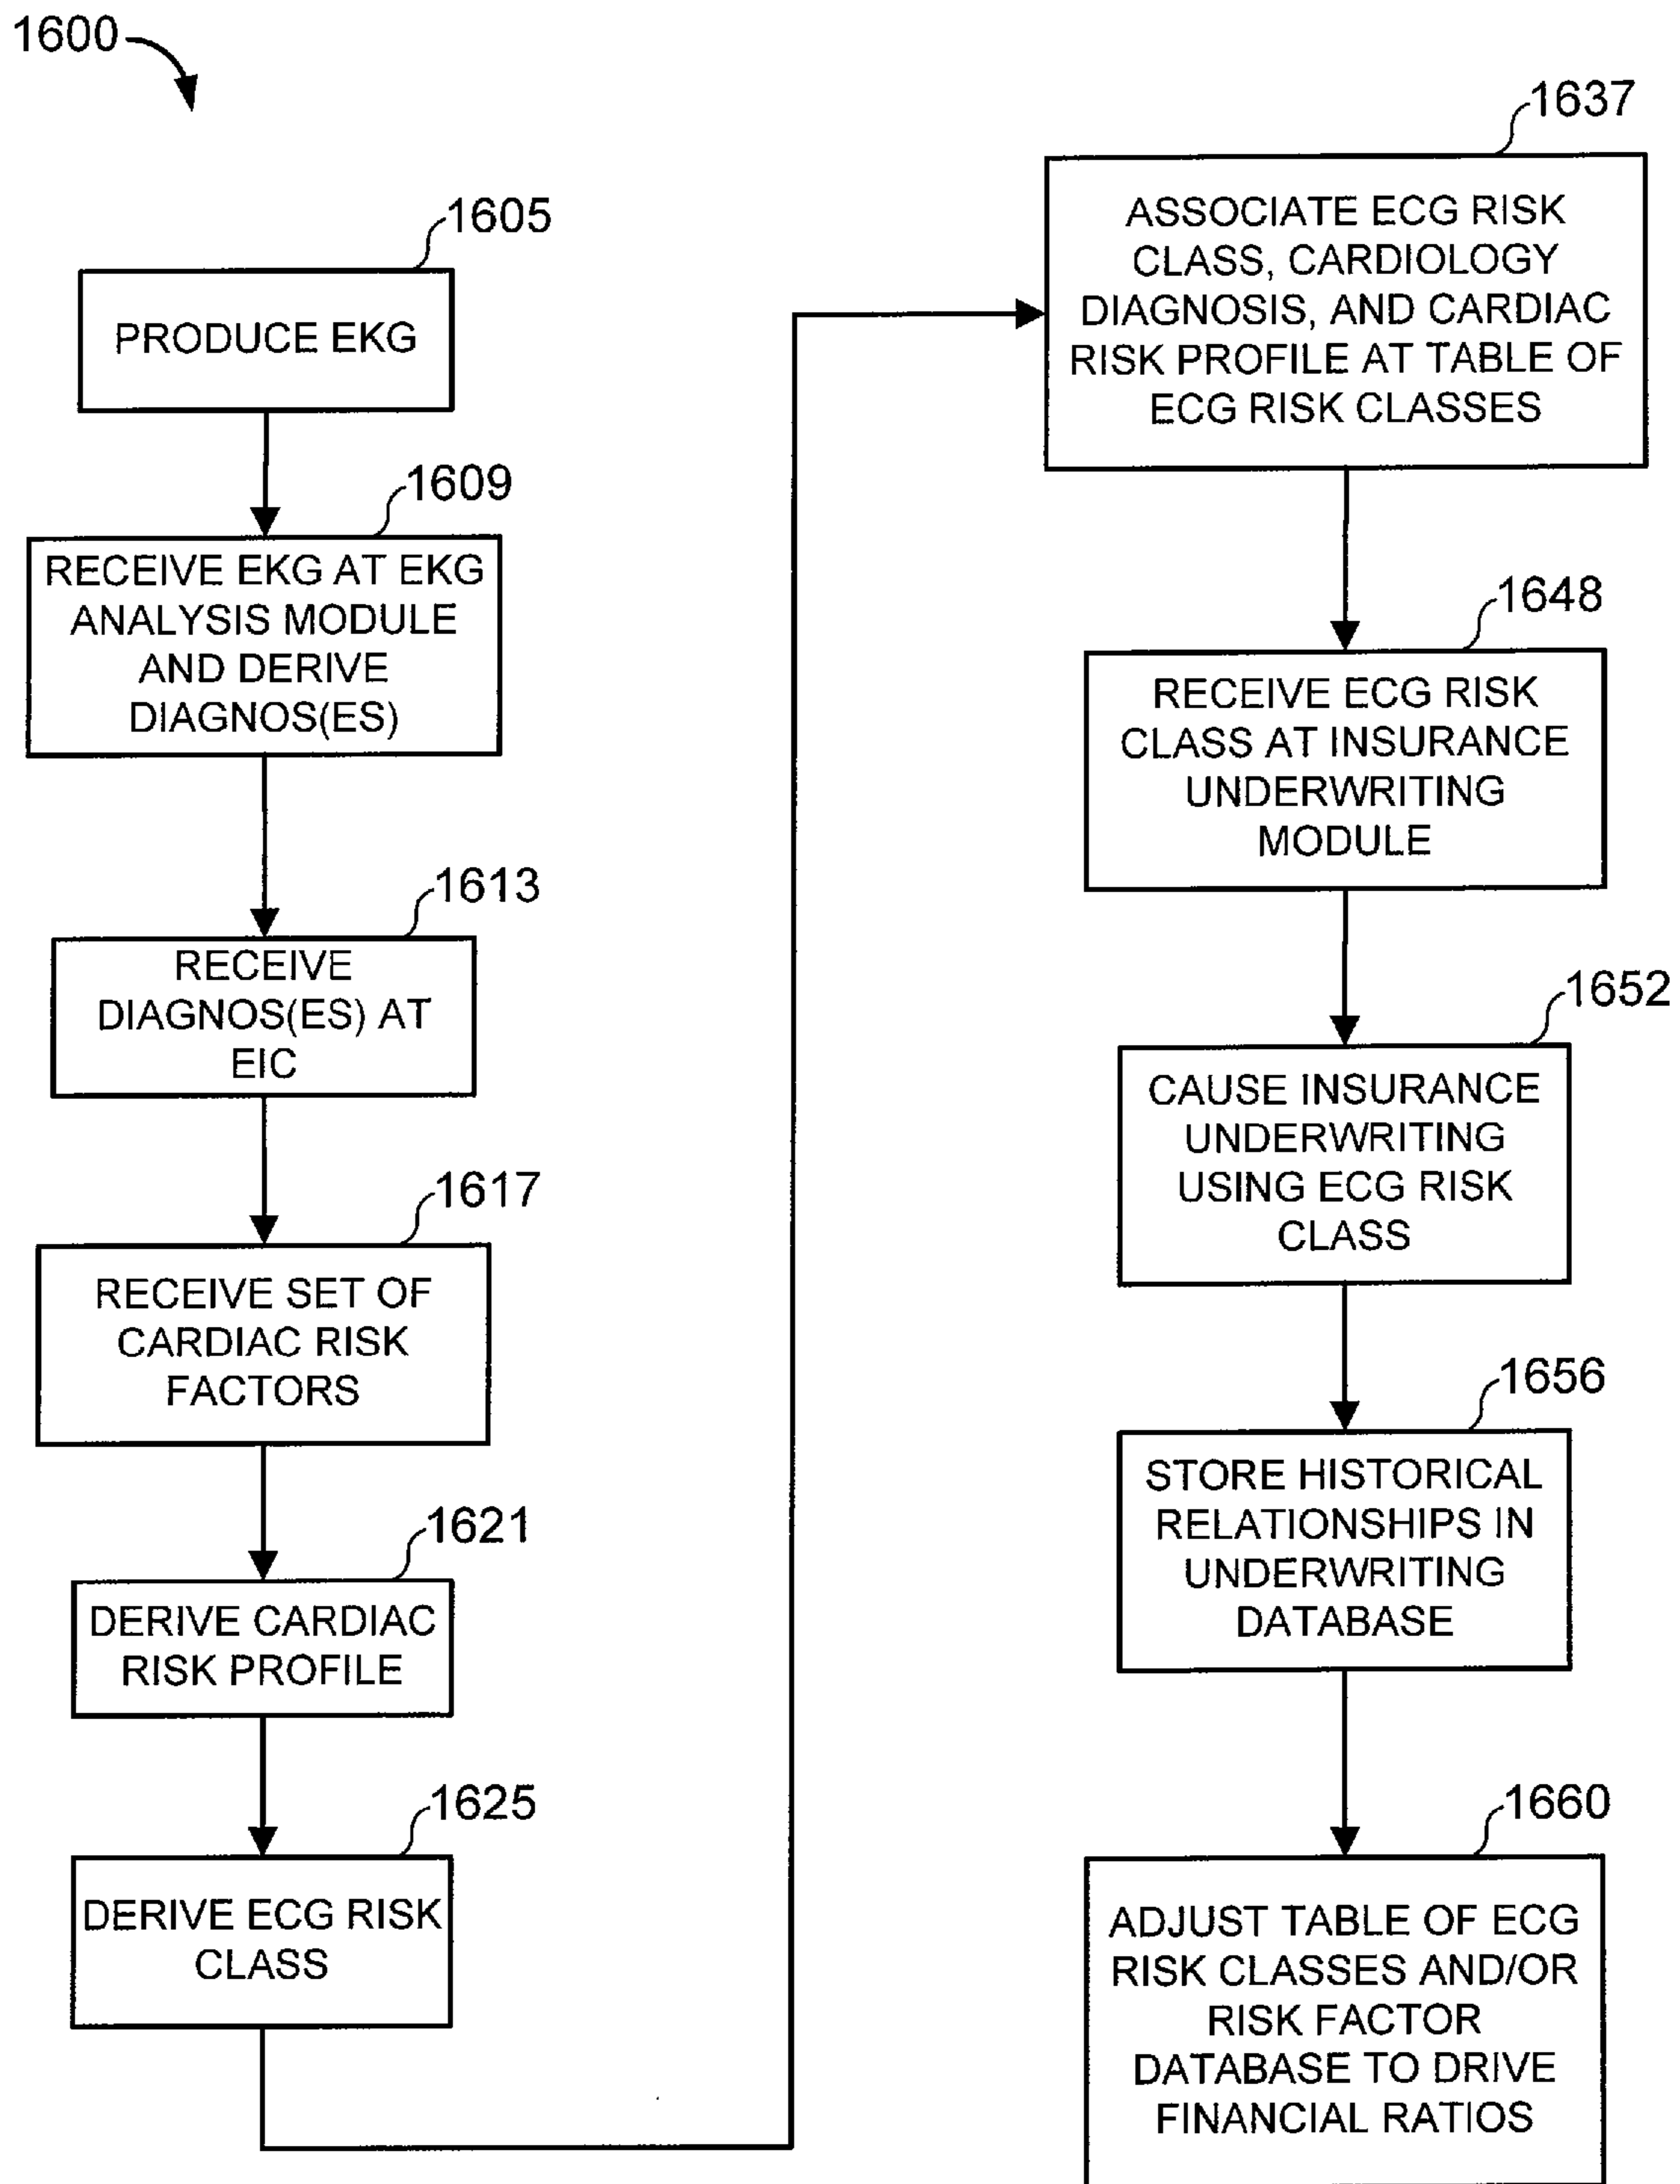 1600
1605
PRODUCE EKG
1609
RECEIVE EKG AT EKG
ANALYSIS MODULE
AND DERIVE
DIAGNOS(ES)
1613
RECEIVE
DIAGNOS(ES) AT
EIC
1617
RECEIVE SET OF
CARDIAC RISK
FACTORS
1621
DERIVE CARDIAC
RISK PROFILE
1625
DERIVE ECG RISK
CLASS
1637
ASSOCIATE ECG RISK
CLASS, CARDIOLOGY
DIAGNOSIS, AND CARDIAC
RISK PROFILE AT TABLE OF
ECG RISK CLASSES
1648
RECEIVE ECG RISK
CLASS AT INSURANCE
UNDERWRITING
MODULE
1652
CAUSE INSURANCE
UNDERWRITING
USING ECG RISK
CLASS
1656
STORE HISTORICAL
RELATIONSHIPS IN
UNDERWRITING
DATABASE
1660
ADJUST TABLE OF ECG
RISK CLASSES AND/OR
RISK FACTOR
DATABASE TO DRIVE
FINANCIAL RATIOS